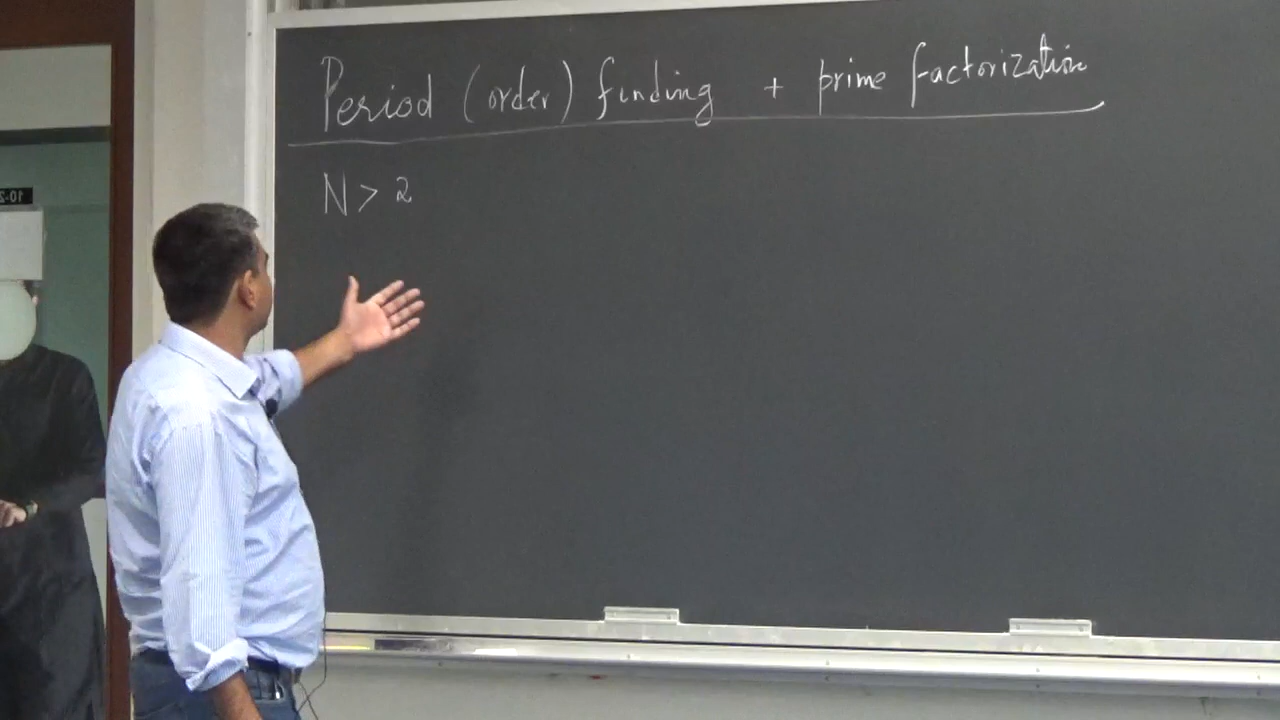 Period (order) finding + prime factorization
N > 2